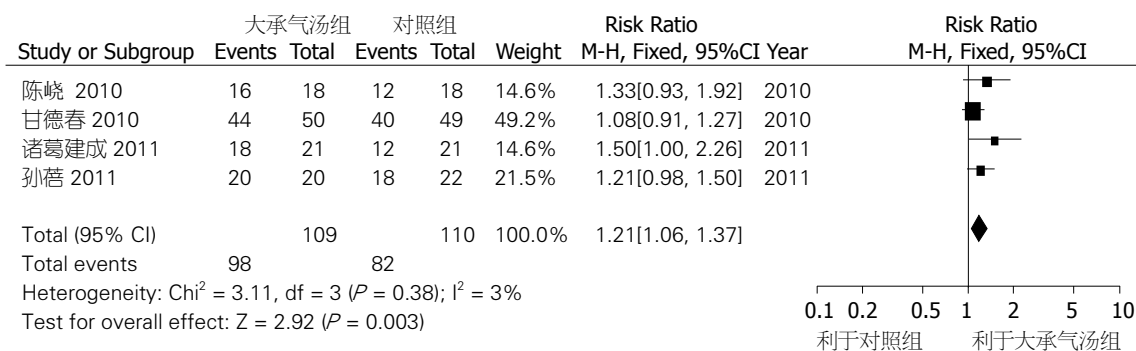 大承气汤组 对照组 Risk Ratio Risk Ratio
Study or Subgroup Events Total Events Total Weight M-H, Fixed, 95%CI Year M-H, Fixed, 95%CI
陈峣 2010 16 18 12 18 14.6% 1.33[0.93, 1.92] 2010
甘德春 2010 44 50 40 49 49.2% 1.08[0.91, 1.27] 2010
诸葛建成 2011 18 21 12 21 14.6% 1.50[1.00, 2.26] 2011
孙蓓 2011 20 20 18 22 21.5% 1.21[0.98, 1.50] 2011
Total (95% CI) 109 110 100.0% 1.21[1.06, 1.37]
Total events 98 82
Heterogeneity: Chi² = 3.11, df = 3 (P = 0.38); I² = 3%
Test for overall effect: Z = 2.92 (P = 0.003)
0.1 0.2 0.5 1 2 5 10
利于对照组 利于大承气汤组